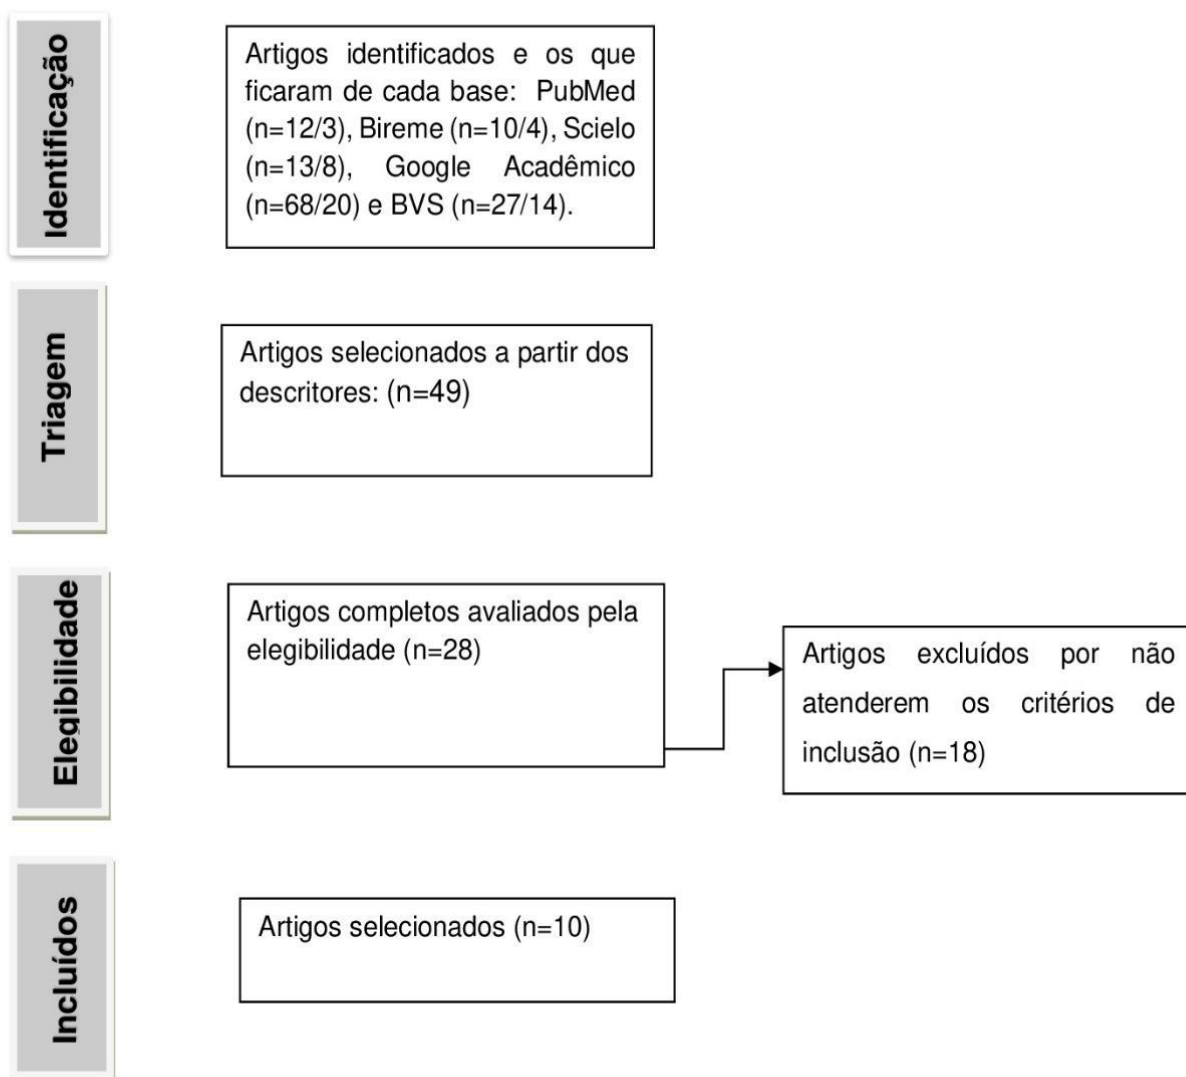 Identificação
Artigos identificados e os que
ficaram de cada base: PubMed
(n=12/3), Bireme (n=10/4), Scielo
(n=13/8), Google Acadêmico
(n=68/20) e BVS (n=27/14).
Triagem
Artigos selecionados a partir dos
descritores: (n=49)
Elegibilidade
Artigos completos avaliados pela
elegibilidade (n=28)
Artigos excluídos por não
atenderem os critérios de
inclusão (n=18)
Incluídos
Artigos selecionados (n=10)